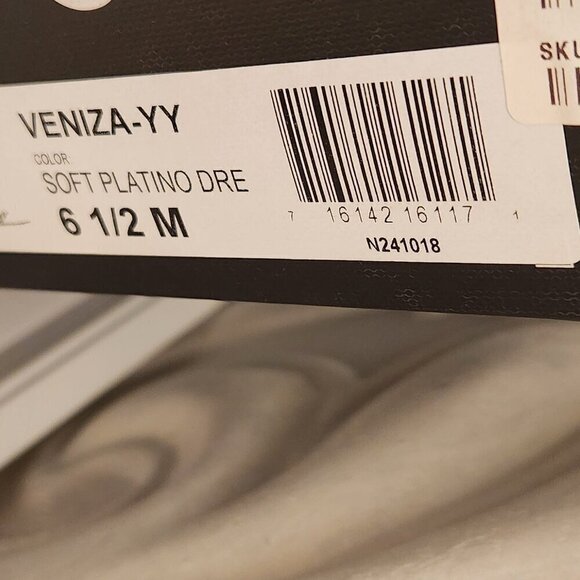 SKU
VENIZA-YY
COLOR:
SOFT PLATINO DRE
6 1/2 M
7 16142 16117 1
N241018